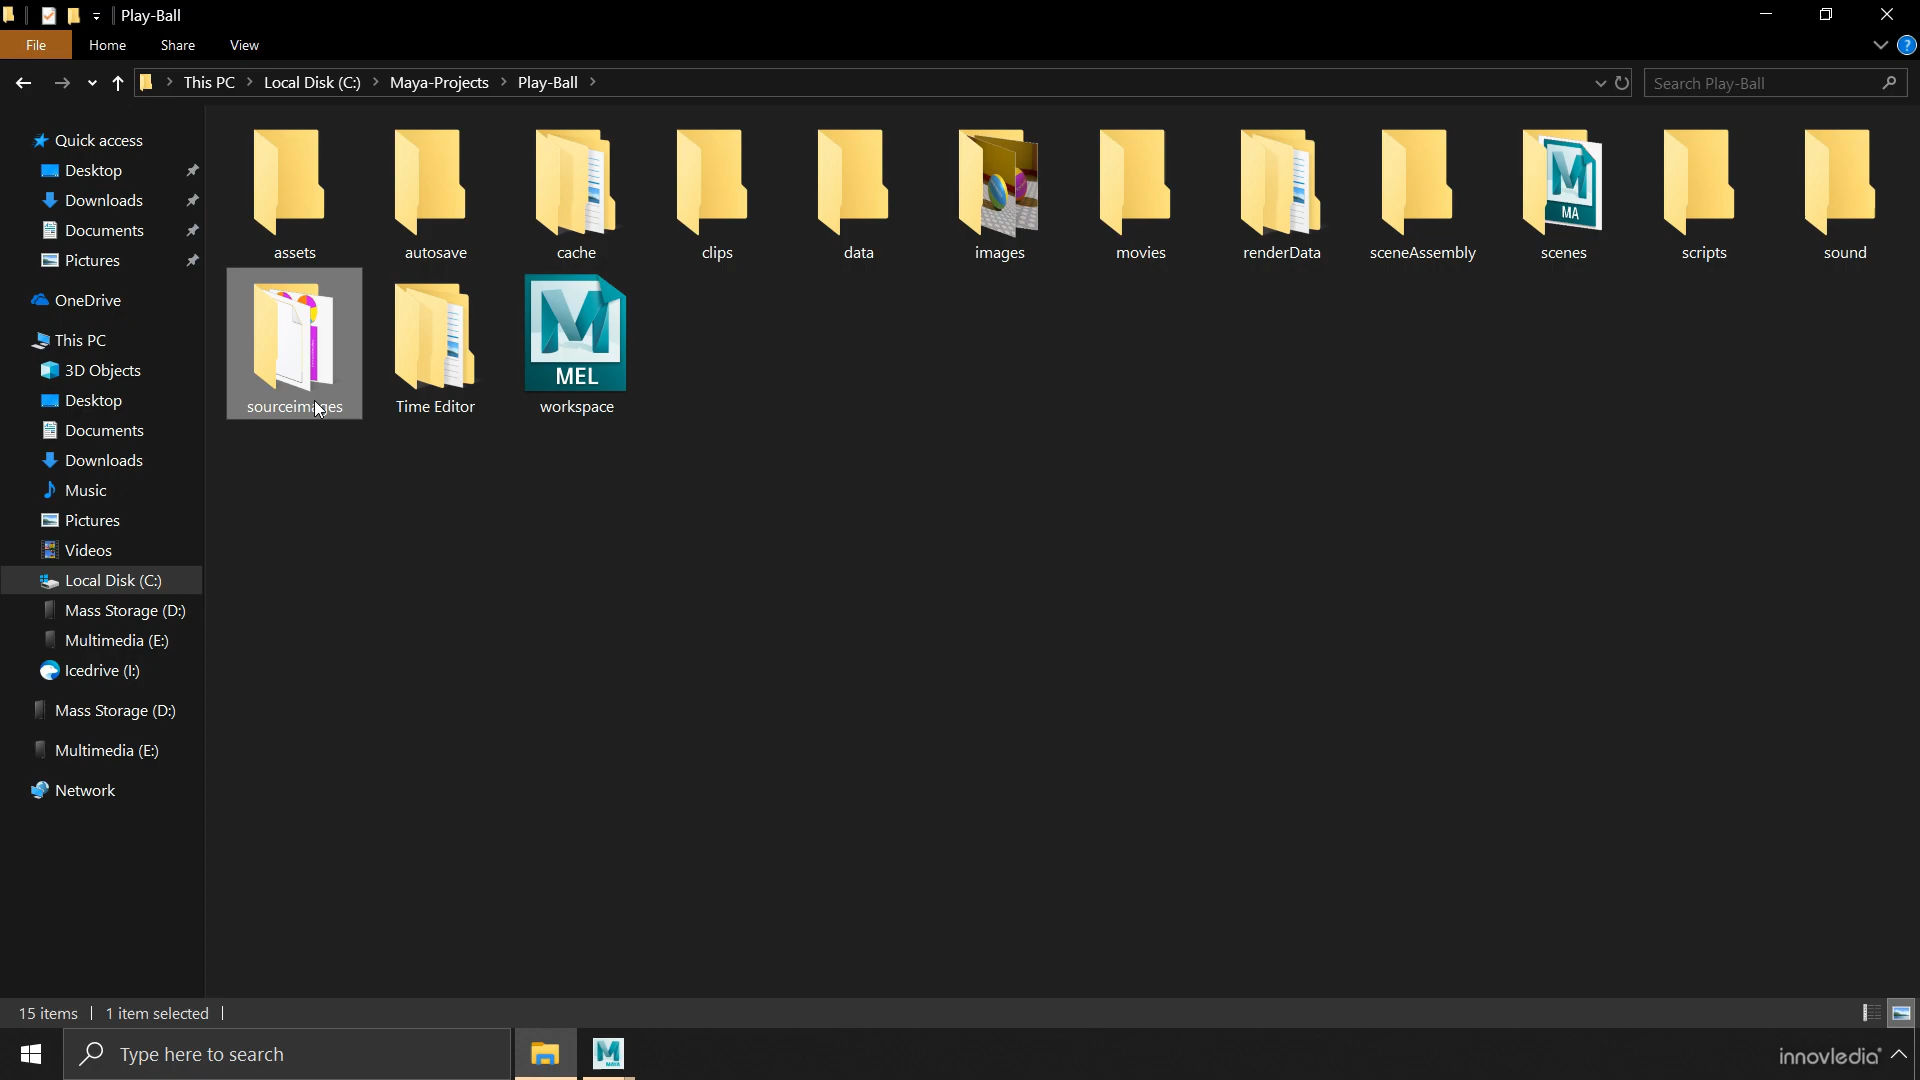 Play-Ball
File Home Share View
This PC Local Disk (C:) Maya-Projects Play-Ball
Search Play-Ball
Quick access
Desktop
Downloads
Documents
Pictures
OneDrive
This PC
3D Objects
Desktop
Documents
Downloads
Music
Pictures
Videos
Local Disk (C:)
Mass Storage (D:)
Multimedia (E:)
Icedrive (I:)
Mass Storage (D:)
Multimedia (E:)
Network
MA
assets autosave cache clips data images movies renderData sceneAssembly scenes scripts sound
MEL
sourceimages Time Editor workspace
15 items 1 item selected
Type here to search
MAYA
innovledia